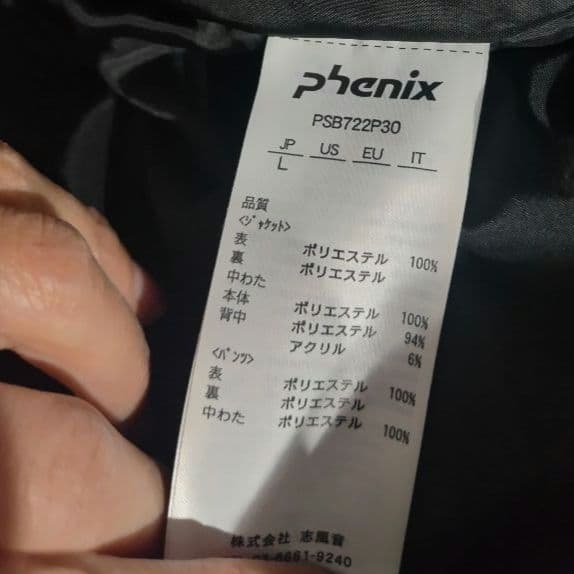 phenix
PSB722P30
JP US EU IT
L
品質
<ｼﾞｬｹｯﾄ>
表 ポリエステル 100%
裏 ポリエステル
中わた
本体 ポリエステル 100%
背中 ポリエステル 94%
アクリル 6%
<ﾊﾟﾝﾂ>
表 ポリエステル 100%
裏 ポリエステル
中わた ポリエステル 100%
株式会社 志風音
6661-9240